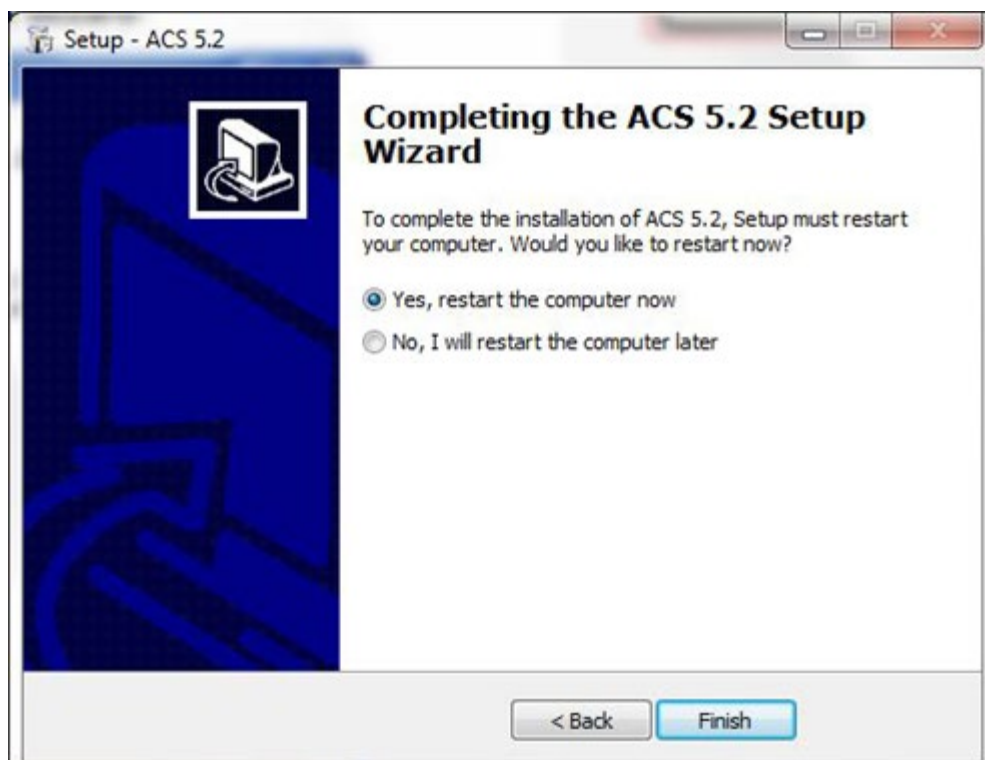 Setup - ACS 5.2
Completing the ACS 5.2 Setup
Wizard
To complete the installation of ACS 5.2, Setup must restart
your computer. Would you like to restart now?
Yes, restart the computer now
No, I will restart the computer later
< Back
Finish